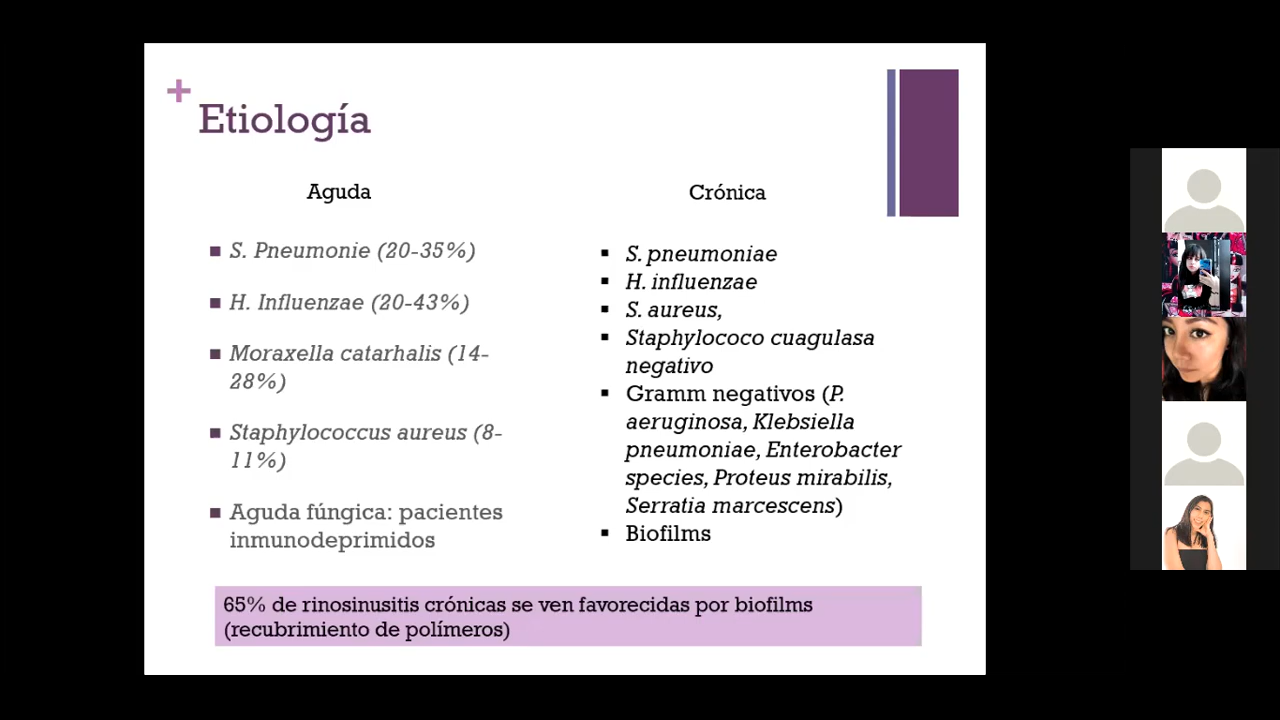 +
Etiología
Aguda
S. Pneumonie (20-35%)
H. Influenzae (20-43%)
Moraxella catarhalis (14-
28%)
Staphylococcus aureus (8-
11%)
Aguda fúngica: pacientes
inmunodeprimidos
Crónica
S. pneumoniae
H. influenzae
S. aureus,
Staphylococo cuagulasa
negativo
Gramm negativos (P.
aeruginosa, Klebsiella
pneumoniae, Enterobacter
species, Proteus mirabilis,
Serratia marcescens)
Biofilms
65% de rinosinusitis crónicas se ven favorecidas por biofilms
(recubrimiento de polímeros)